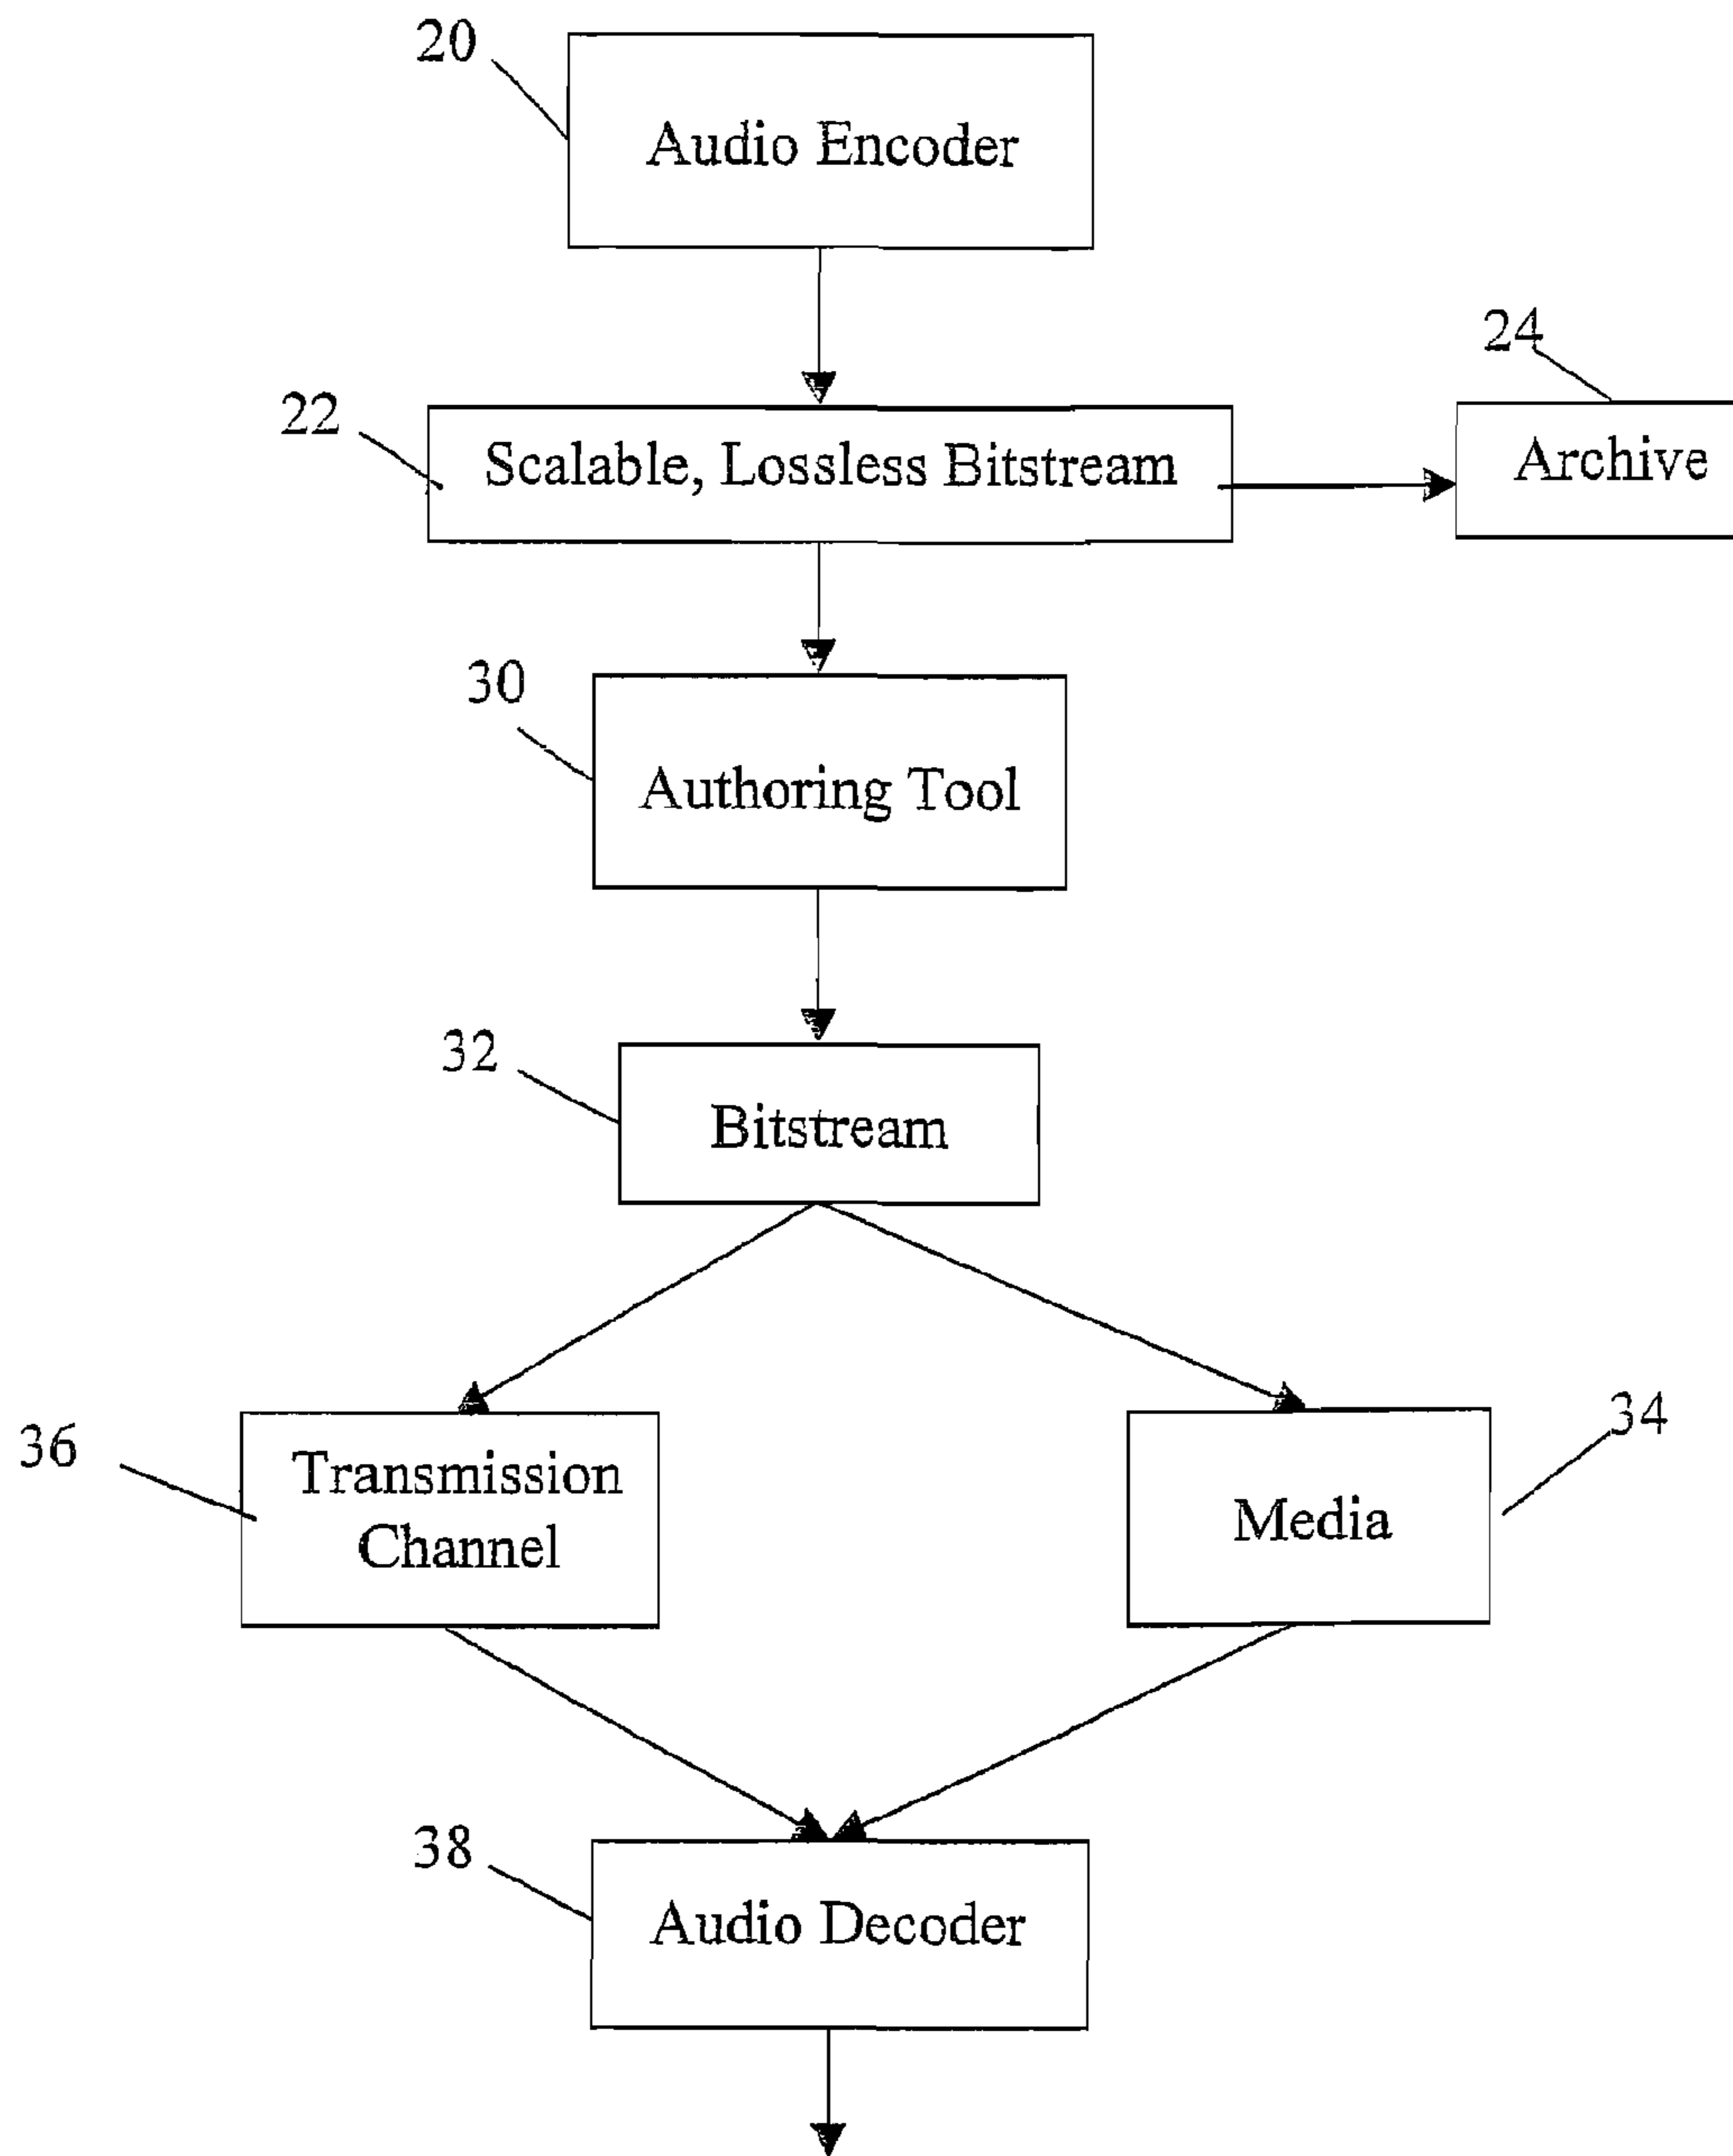 20
Audio Encoder
24
22
Scalable, Lossless Bitstream
Archive
30
Authoring Tool
32
Bitstream
36
Transmission
Channel
34
Media
38
Audio Decoder